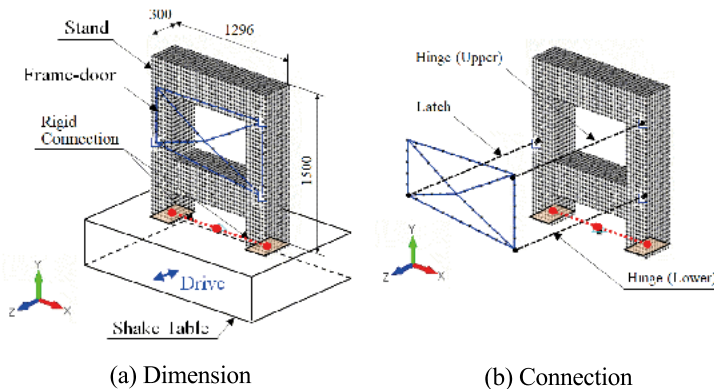 300
1296
Stand
Frame-door
Rigid
Connection
1500
Drive
Shake Table
Y
Z
X
(a) Dimension
Hinge (Upper)
Latch
Hinge (Lower)
Y
Z
X
(b) Connection